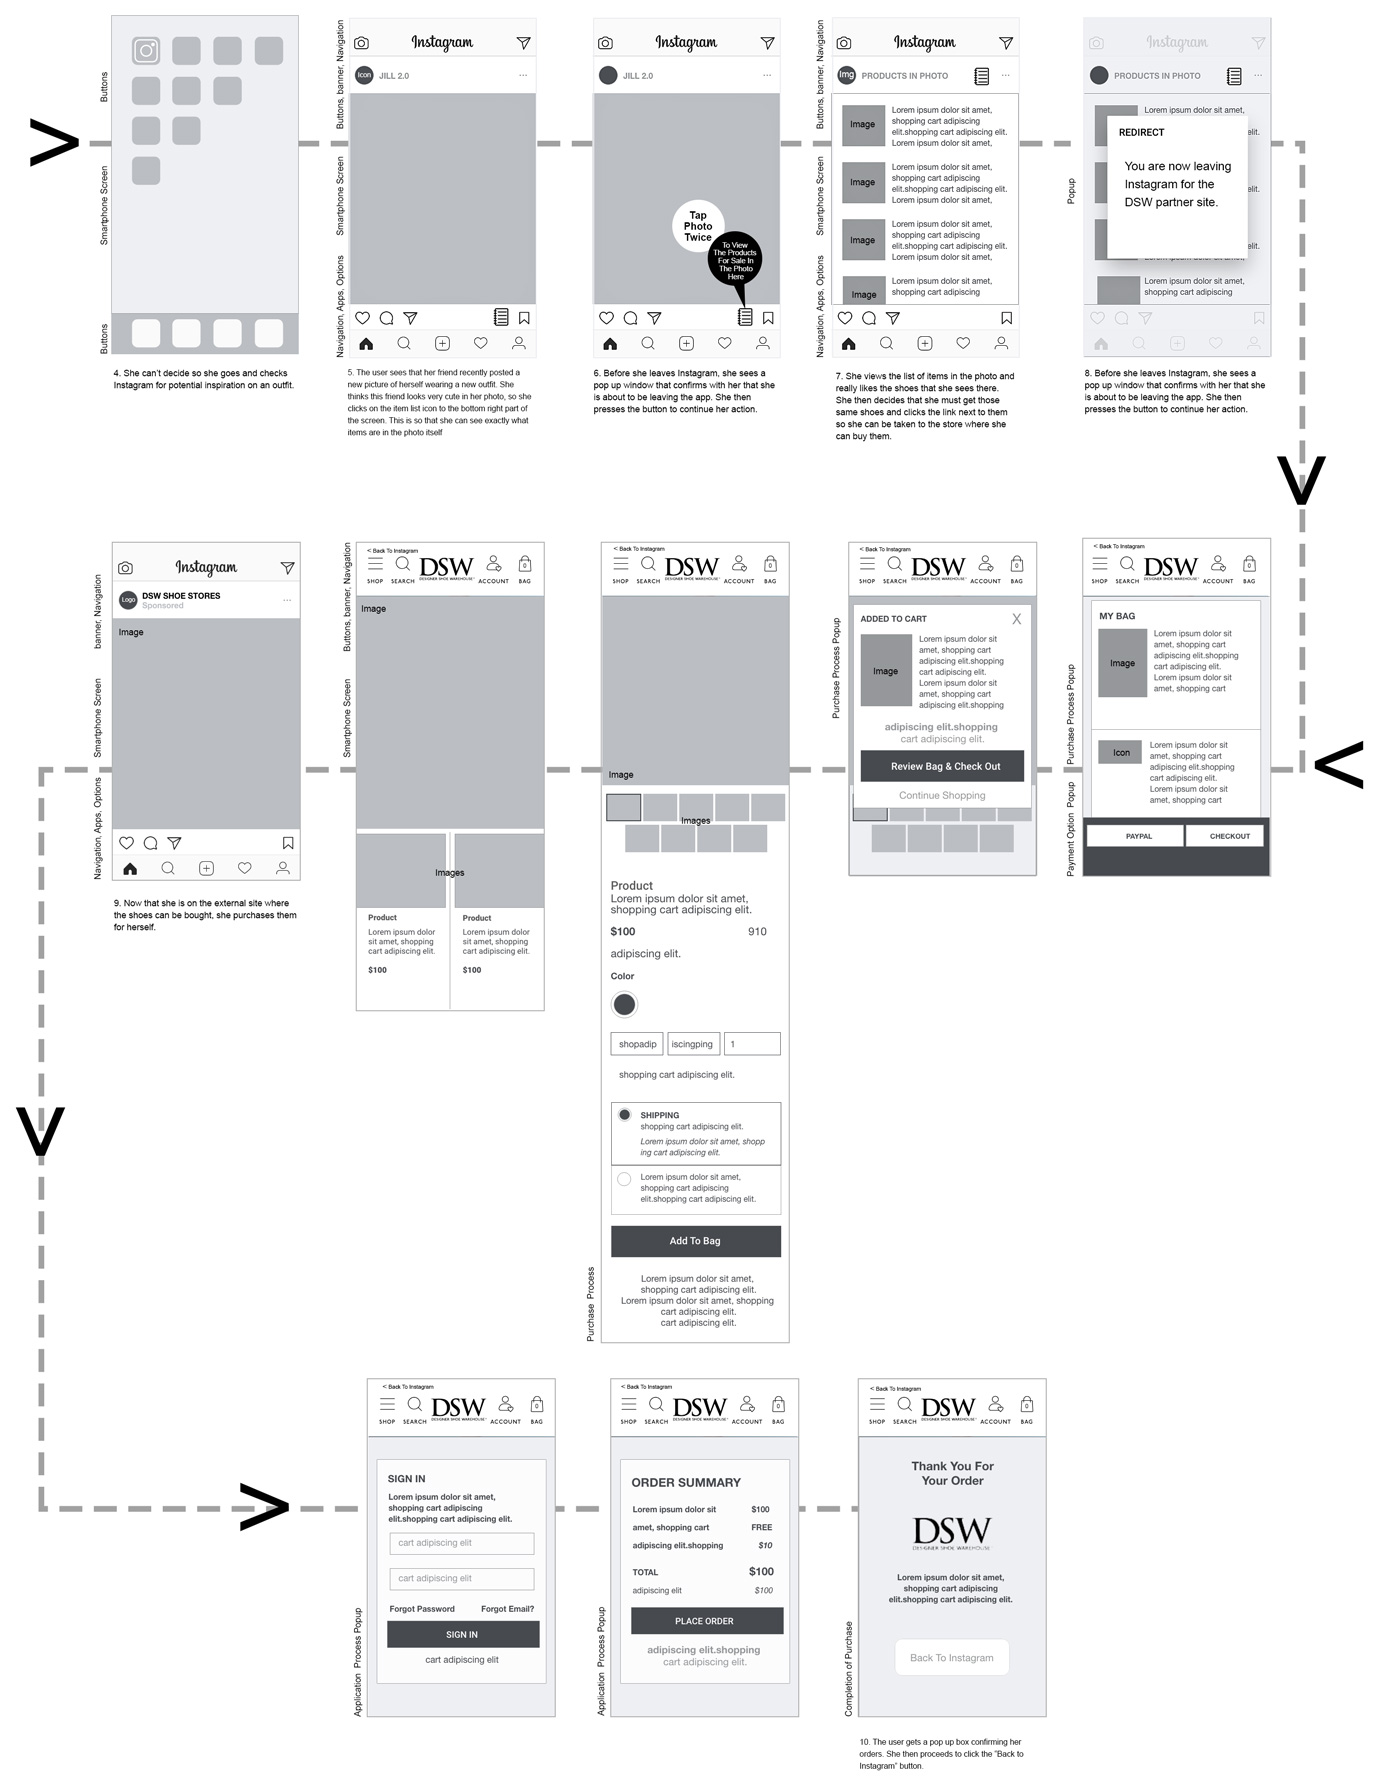 >
Buttons
Smartphone Screen
Buttons
4. She can't decide so she goes and checks
Instagram for potential inspiration on an outfit.
Buttons, banner, Navigation
Smartphone Screen
Navigation, Apps, Options
Instagram
Icon
JILL 2.0
...
5. The user sees that her friend recently posted a
new picture of herself wearing a new outfit. She
thinks this friend looks very cute in her photo, so she
clicks on the item list icon to the bottom right part of
the screen. This is so that she can see exactly what
items are in the photo itself
Instagram
JILL 2.0
...
Tap
Photo
Twice
To View
The Products
For Sale In
The Photo
Here
6. Before she leaves Instagram, she sees a
pop up window that confirms with her that she
is about to be leaving the app. She then
presses the button to continue her action.
Buttons, banner, Navigation
Smartphone Screen
Navigation, Apps, Options
Instagram
Img
PRODUCTS IN PHOTO
...
Image
Lorem ipsum dolor sit amet,
shopping cart adipiscing
elit.shopping cart adipiscing elit.
Lorem ipsum dolor sit amet,
Image
Lorem ipsum dolor sit amet,
shopping cart adipiscing
elit.shopping cart adipiscing elit.
Lorem ipsum dolor sit amet,
Image
Lorem ipsum dolor sit amet,
shopping cart adipiscing
elit.shopping cart adipiscing elit.
Lorem ipsum dolor sit amet,
Image
Lorem ipsum dolor sit amet,
shopping cart adipiscing
7. She views the list of items in the photo and
really likes the shoes that she sees there.
She then decides that she must get those
same shoes and clicks the link next to them
so she can be taken to the store where she
can buy them.
Popup
Instagram
PRODUCTS IN PHOTO
...
Lorem ipsum dolor sit amet,
elit.
REDIRECT
You are now leaving
Instagram for the
DSW partner site.
elit.
elit.
Lorem ipsum dolor sit amet,
shopping cart adipiscing
8. Before she leaves Instagram, she sees a
pop up window that confirms with her that she
is about to be leaving the app. She then
presses the button to continue her action.
>
banner, Navigation
Smartphone Screen
Navigation, Apps, Options
Instagram
Logo
DSW SHOE STORES
Sponsored
...
Image
9. Now that she is on the external site where
the shoes can be bought, she purchases them
for herself.
Buttons, banner, Navigation
Smartphone Screen
< Back To Instagram
DSW
DESIGNER SHOE WAREHOUSE
0
SHOP SEARCH ACCOUNT BAG
Image
Images
Product
Lorem ipsum dolor
sit amet, shopping
cart adipiscing elit.
$100
Product
Lorem ipsum dolor
sit amet, shopping
cart adipiscing elit.
$100
Purchase Process
< Back To Instagram
DSW
DESIGNER SHOE WAREHOUSE
0
SHOP SEARCH ACCOUNT BAG
Image
Images
Product
Lorem ipsum dolor sit amet,
shopping cart adipiscing elit.
$100 910
adipiscing elit.
Color
shopadip iscingping 1
shopping cart adipiscing elit.
SHIPPING
shopping cart adipiscing elit.
Lorem ipsum dolor sit amet, shopp
ing cart adipiscing elit.
Lorem ipsum dolor sit amet,
shopping cart adipiscing
elit.shopping cart adipiscing elit.
Add To Bag
Lorem ipsum dolor sit amet,
shopping cart adipiscing elit.
Lorem ipsum dolor sit amet, shopping
cart adipiscing elit.
cart adipiscing elit.
Purchase Process Popup
< Back To Instagram
DSW
DESIGNER SHOE WAREHOUSE
0
SHOP SEARCH ACCOUNT BAG
ADDED TO CART X
Image
Lorem ipsum dolor sit
amet, shopping cart
adipiscing elit.shopping
cart adipiscing elit.
Lorem ipsum dolor sit
amet, shopping cart
adipiscing elit.shopping
adipiscing elit.shopping
cart adipiscing elit.
Review Bag & Check Out
Continue Shopping
Purchase Process Popup
Payment Option Popup
< Back To Instagram
DSW
DESIGNER SHOE WAREHOUSE
0
SHOP SEARCH ACCOUNT BAG
MY BAG
Image
Lorem ipsum dolor sit
amet, shopping cart
adipiscing elit.shopping
cart adipiscing elit.
Lorem ipsum dolor sit
amet, shopping cart
Icon
Lorem ipsum dolor sit
amet, shopping cart
adipiscing elit.shopping
cart adipiscing elit.
Lorem ipsum dolor sit
amet, shopping cart
PAYPAL CHECKOUT
<
>
>
Application Process Popup
< Back To Instagram
DSW
DESIGNER SHOE WAREHOUSE
0
SHOP SEARCH ACCOUNT BAG
SIGN IN
Lorem ipsum dolor sit amet,
shopping cart adipiscing
elit.shopping cart adipiscing elit.
cart adipiscing elit
cart adipiscing elit
Forgot Password Forgot Email?
SIGN IN
cart adipiscing elit
Application Process Popup
< Back To Instagram
DSW
DESIGNER SHOE WAREHOUSE
0
SHOP SEARCH ACCOUNT BAG
ORDER SUMMARY
Lorem ipsum dolor sit $100
amet, shopping cart FREE
adipiscing elit.shopping $10
TOTAL $100
adipiscing elit $100
PLACE ORDER
adipiscing elit.shopping
cart adipiscing elit.
Completion of Purchase
< Back To Instagram
DSW
DESIGNER SHOE WAREHOUSE
0
SHOP SEARCH ACCOUNT BAG
Thank You For
Your Order
DSW
DESIGNER SHOE WAREHOUSE
Lorem ipsum dolor sit amet,
shopping cart adipiscing
elit.shopping cart adipiscing elit.
Back To Instagram
10. The user gets a pop up box confirming her
orders. She then proceeds to click the "Back to
Instagram" button.